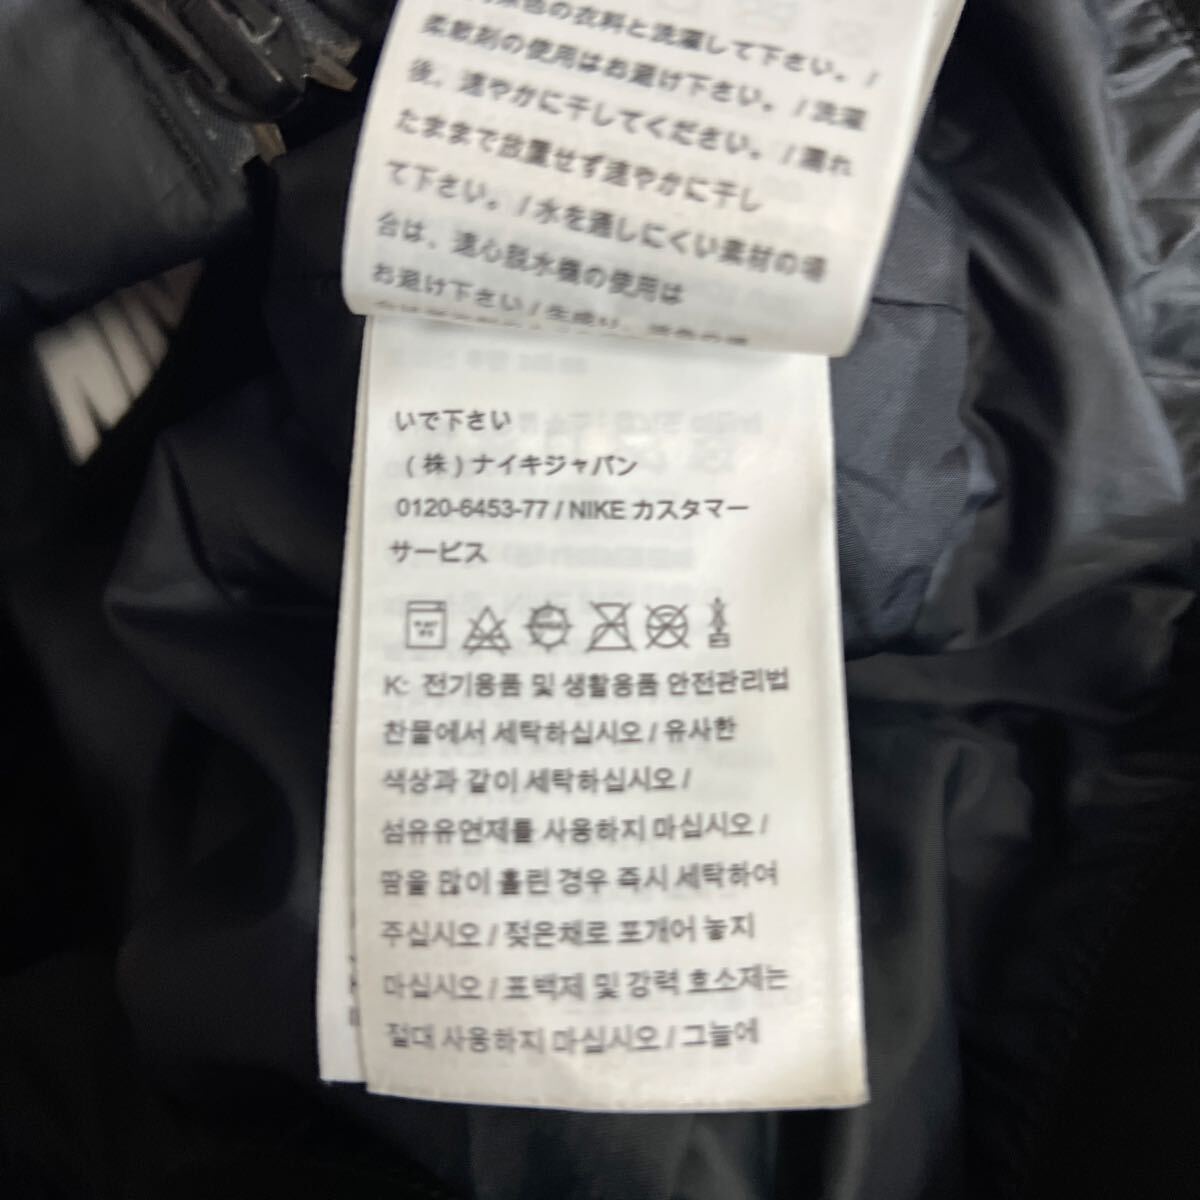 色の衣料と洗濯して下さい。 /
柔軟剤の使用はお避け下さい。 / 洗濯
後、速やかに干してください。 / 濡れ
たままで放置せず速やかに干し
て下さい。 / 水を通しにくい素材の場
合は、遠心脱水機の使用は
お避け下さい / 生成り、淡色の
いで下さい
(株) ナイキジャパン
0120-6453-77 / NIKE カスタマー
サービス
K: 전기용품 및 생활용품 안전관리법
찬물에서 세탁하십시오 / 유사한
색상과 같이 세탁하십시오 /
섬유유연제를 사용하지 마십시오 /
땀을 많이 흘린 경우 즉시 세탁하여
주십시오 / 젖은채로 포개어 놓지
마십시오 / 표백제 및 강력 효소제는
절대 사용하지 마십시오 / 그늘에